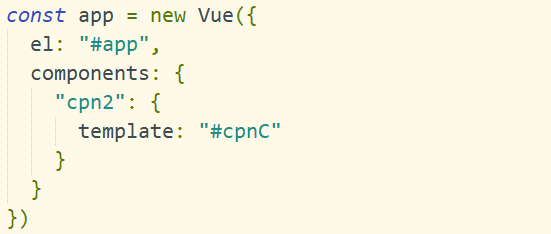 const app = new Vue({
  el: "#app",
  components: {
    "cpn2": {
      template: "#cpnC"
    }
  }
})